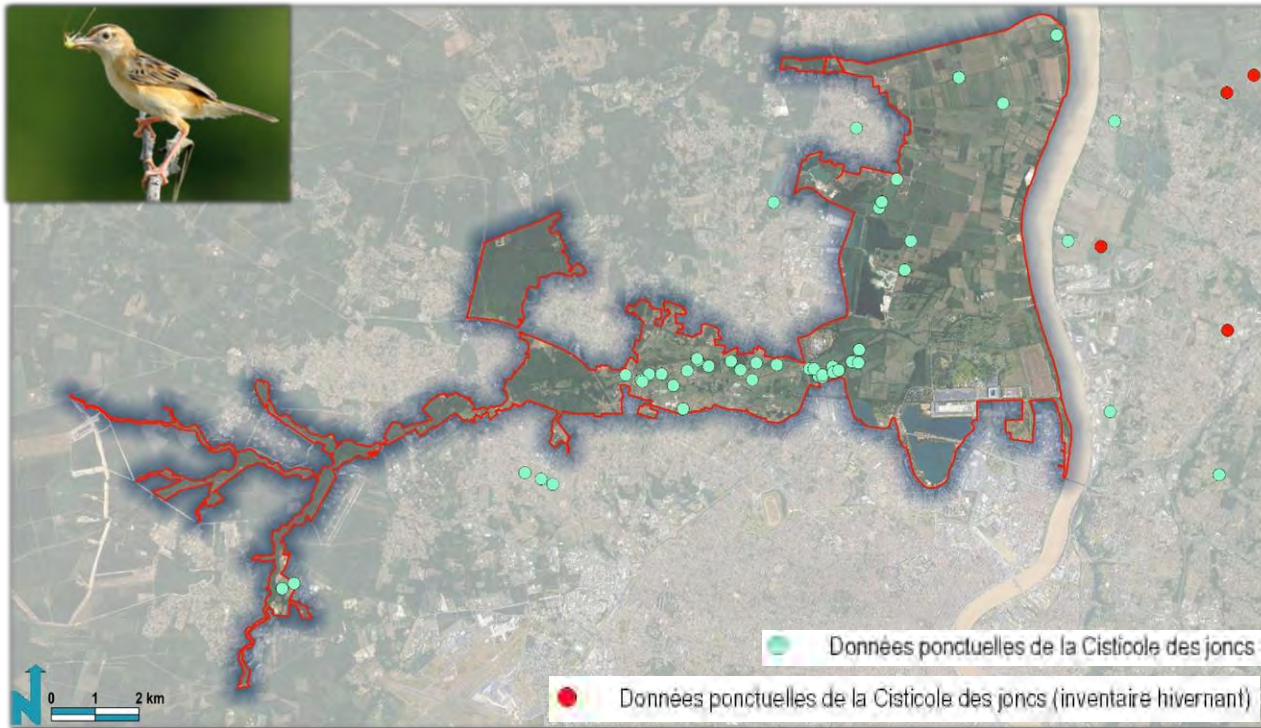 Données ponctuelles de la Cisticole des joncs
Données ponctuelles de la Cisticole des joncs (inventaire hivernant)
N
0 1 2 km